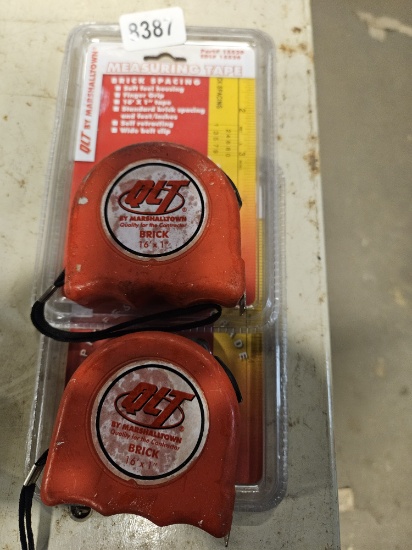 8387
MEASURING TAPE
BRICK SPACING
Soft feel housing
Finger Grip
16' X 1" tape
Standard brick spacing
and feet/inches
Self retracting
Wide belt clip
QLT BY MARSHALLTOWN
BRICK SPACING
QLT
BY MARSHALLTOWN
Quality for the Contractor
BRICK
16' x 1"
QLT
BY MARSHALLTOWN
Quality for the Contractor
BRICK
16' x 1"